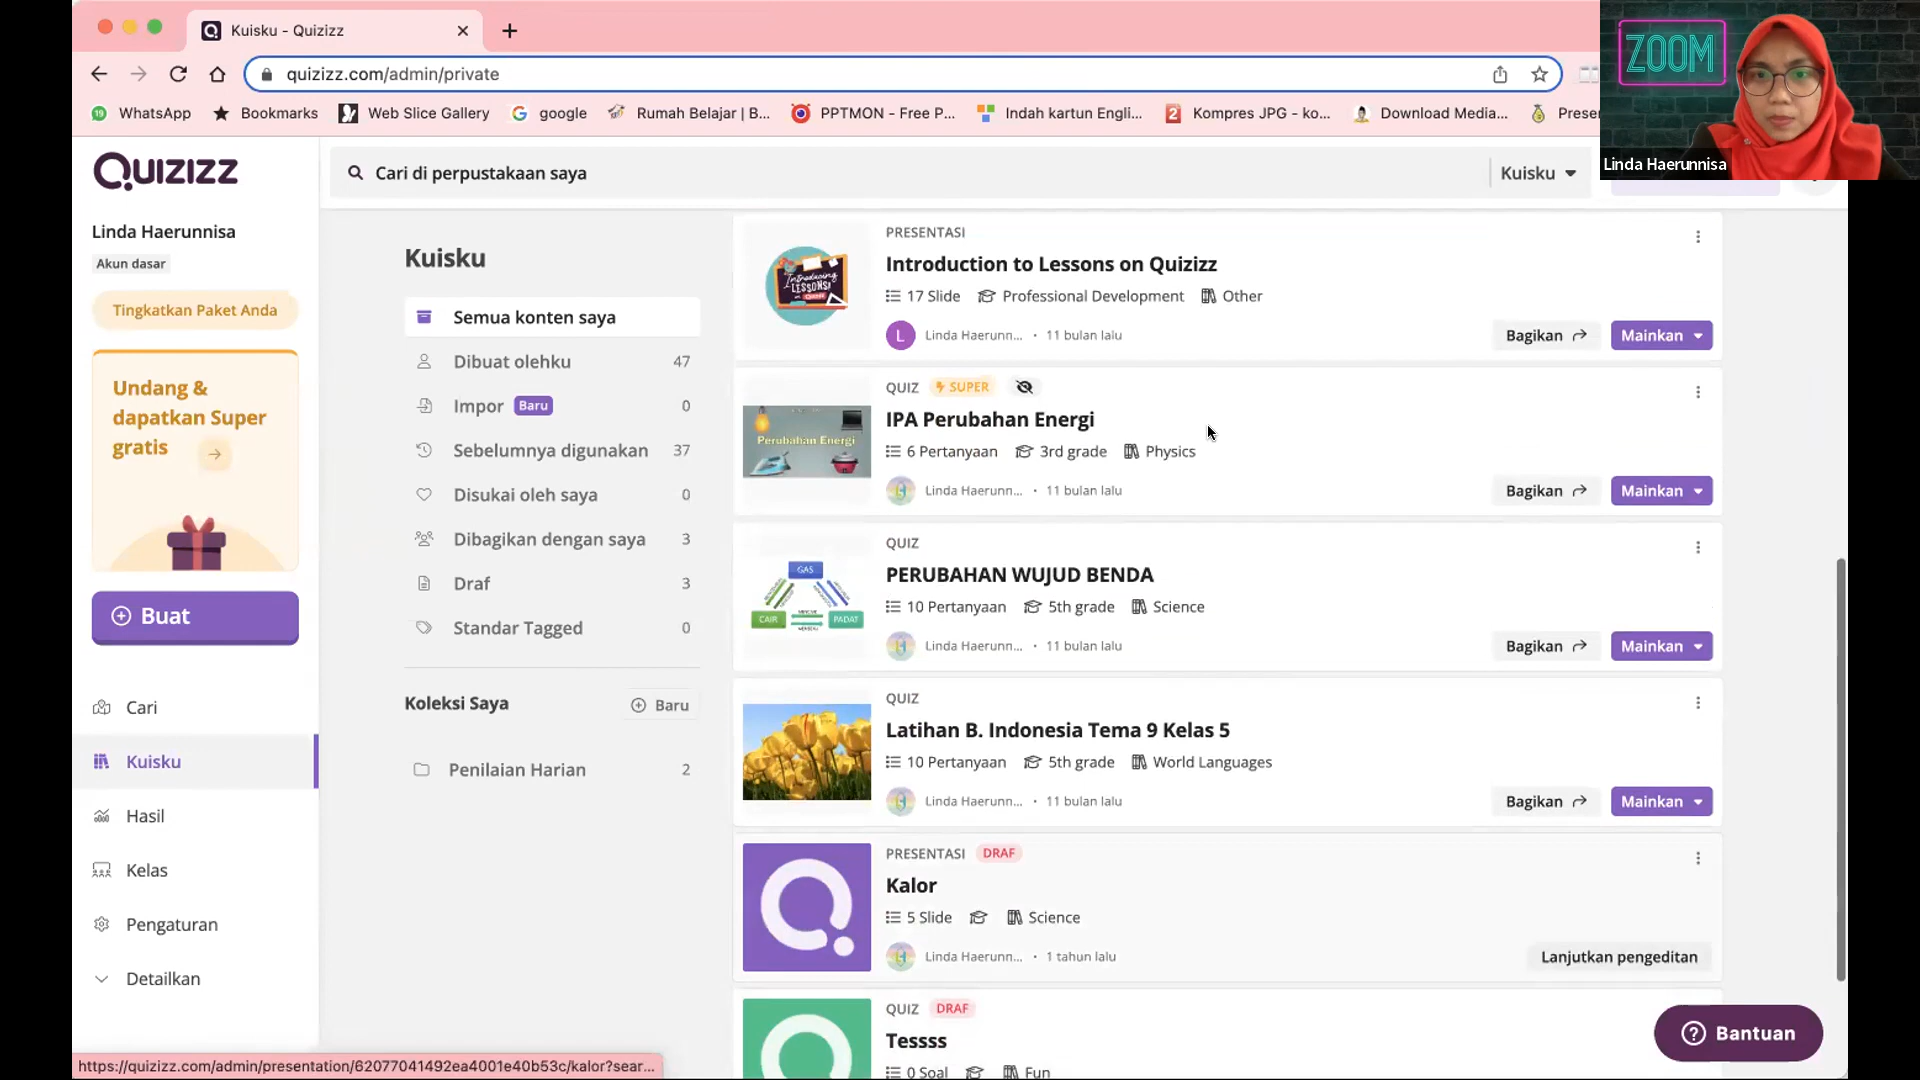 Kuisku - Quizizz
quizizz.com/admin/private
WhatsApp
Bookmarks
Web Slice Gallery
google
Rumah Belajar | B...
PPTMON - Free P...
Indah kartun Engli...
Kompres JPG - ko...
Download Media...
Presen
ZOOM
Linda Haerunnisa
QUIZIZZ
Cari di perpustakaan saya
Kuisku
Linda Haerunnisa
Akun dasar
Tingkatkan Paket Anda
Undang &
dapatkan Super
gratis
Buat
Cari
Kuisku
Hasil
Kelas
Pengaturan
Detailkan
Kuisku
Semua konten saya
Dibuat olehku 47
Impor Baru 0
Sebelumnya digunakan 37
Disukai oleh saya 0
Dibagikan dengan saya 3
Draf 3
Standar Tagged 0
Koleksi Saya Baru
Penilaian Harian 2
Introducing
LESSONS!
PRESENTASI
Introduction to Lessons on Quizizz
17 Slide Professional Development Other
L Linda Haerunn... • 11 bulan lalu
Bagikan Mainkan
Perubahan Energi
QUIZ SUPER
IPA Perubahan Energi
6 Pertanyaan 3rd grade Physics
Linda Haerunn... • 11 bulan lalu
Bagikan Mainkan
GAS
CAIR
PADAT
QUIZ
PERUBAHAN WUJUD BENDA
10 Pertanyaan 5th grade Science
Linda Haerunn... • 11 bulan lalu
Bagikan Mainkan
QUIZ
Latihan B. Indonesia Tema 9 Kelas 5
10 Pertanyaan 5th grade World Languages
Linda Haerunn... • 11 bulan lalu
Bagikan Mainkan
PRESENTASI DRAF
Kalor
5 Slide Science
Linda Haerunn... • 1 tahun lalu
Lanjutkan pengeditan
QUIZ DRAF
Tessss
0 Soal Fun
Bantuan
https://quizizz.com/admin/presentation/62077041492ea4001e40b53c/kalor?sear...